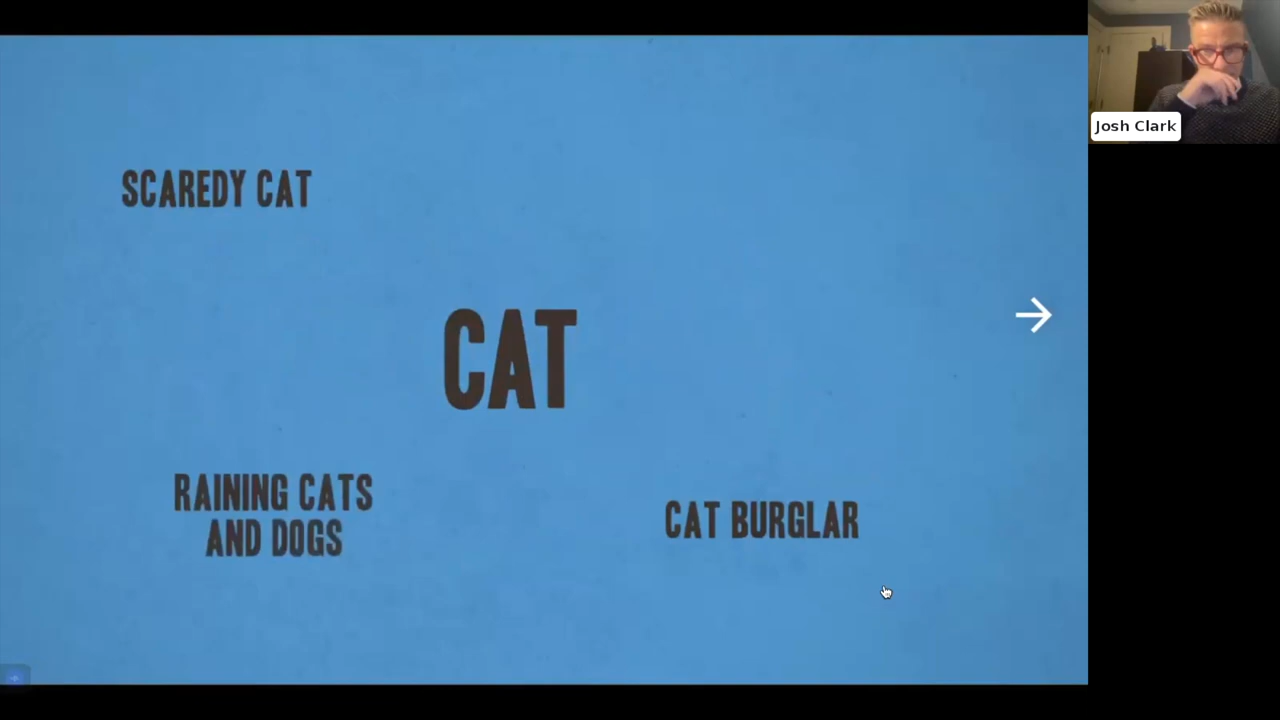 Josh Clark
SCAREDY CAT
CAT
RAINING CATS
AND DOGS
CAT BURGLAR